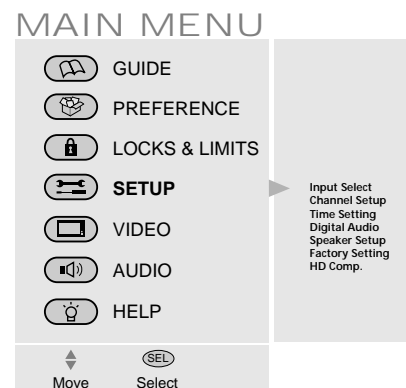 MAIN MENU
GUIDE
PREFERENCE
LOCKS & LIMITS
SETUP
VIDEO
AUDIO
HELP
Input Select
Channel Setup
Time Setting
Digital Audio
Speaker Setup
Factory Setting
HD Comp.
SEL
Move Select